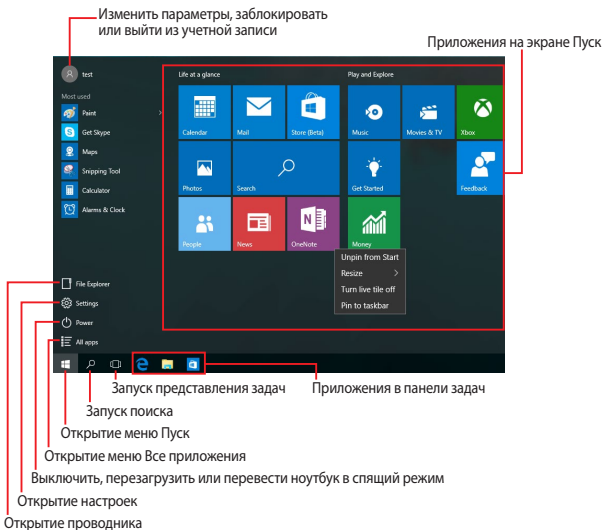 Изменить параметры, заблокировать
или выйти из учетной записи
Приложения на экране Пуск
test
Life at a glance
Play and Explore
Most used
Paint
Get Skype
Maps
Snipping Tool
Calculator
Alarms & Clock
Calendar
Mail
Store (Beta)
Music
Movies & TV
Xbox
Photos
Search
Get Started
Feedback
People
News
OneNote
Money
Unpin from Start
Resize
Turn live tile off
Pin to taskbar
File Explorer
Settings
Power
All apps
Запуск представления задач
Приложения в панели задач
Запуск поиска
Открытие меню Пуск
Открытие меню Все приложения
Выключить, перезагрузить или перевести ноутбук в спящий режим
Открытие настроек
Открытие проводника